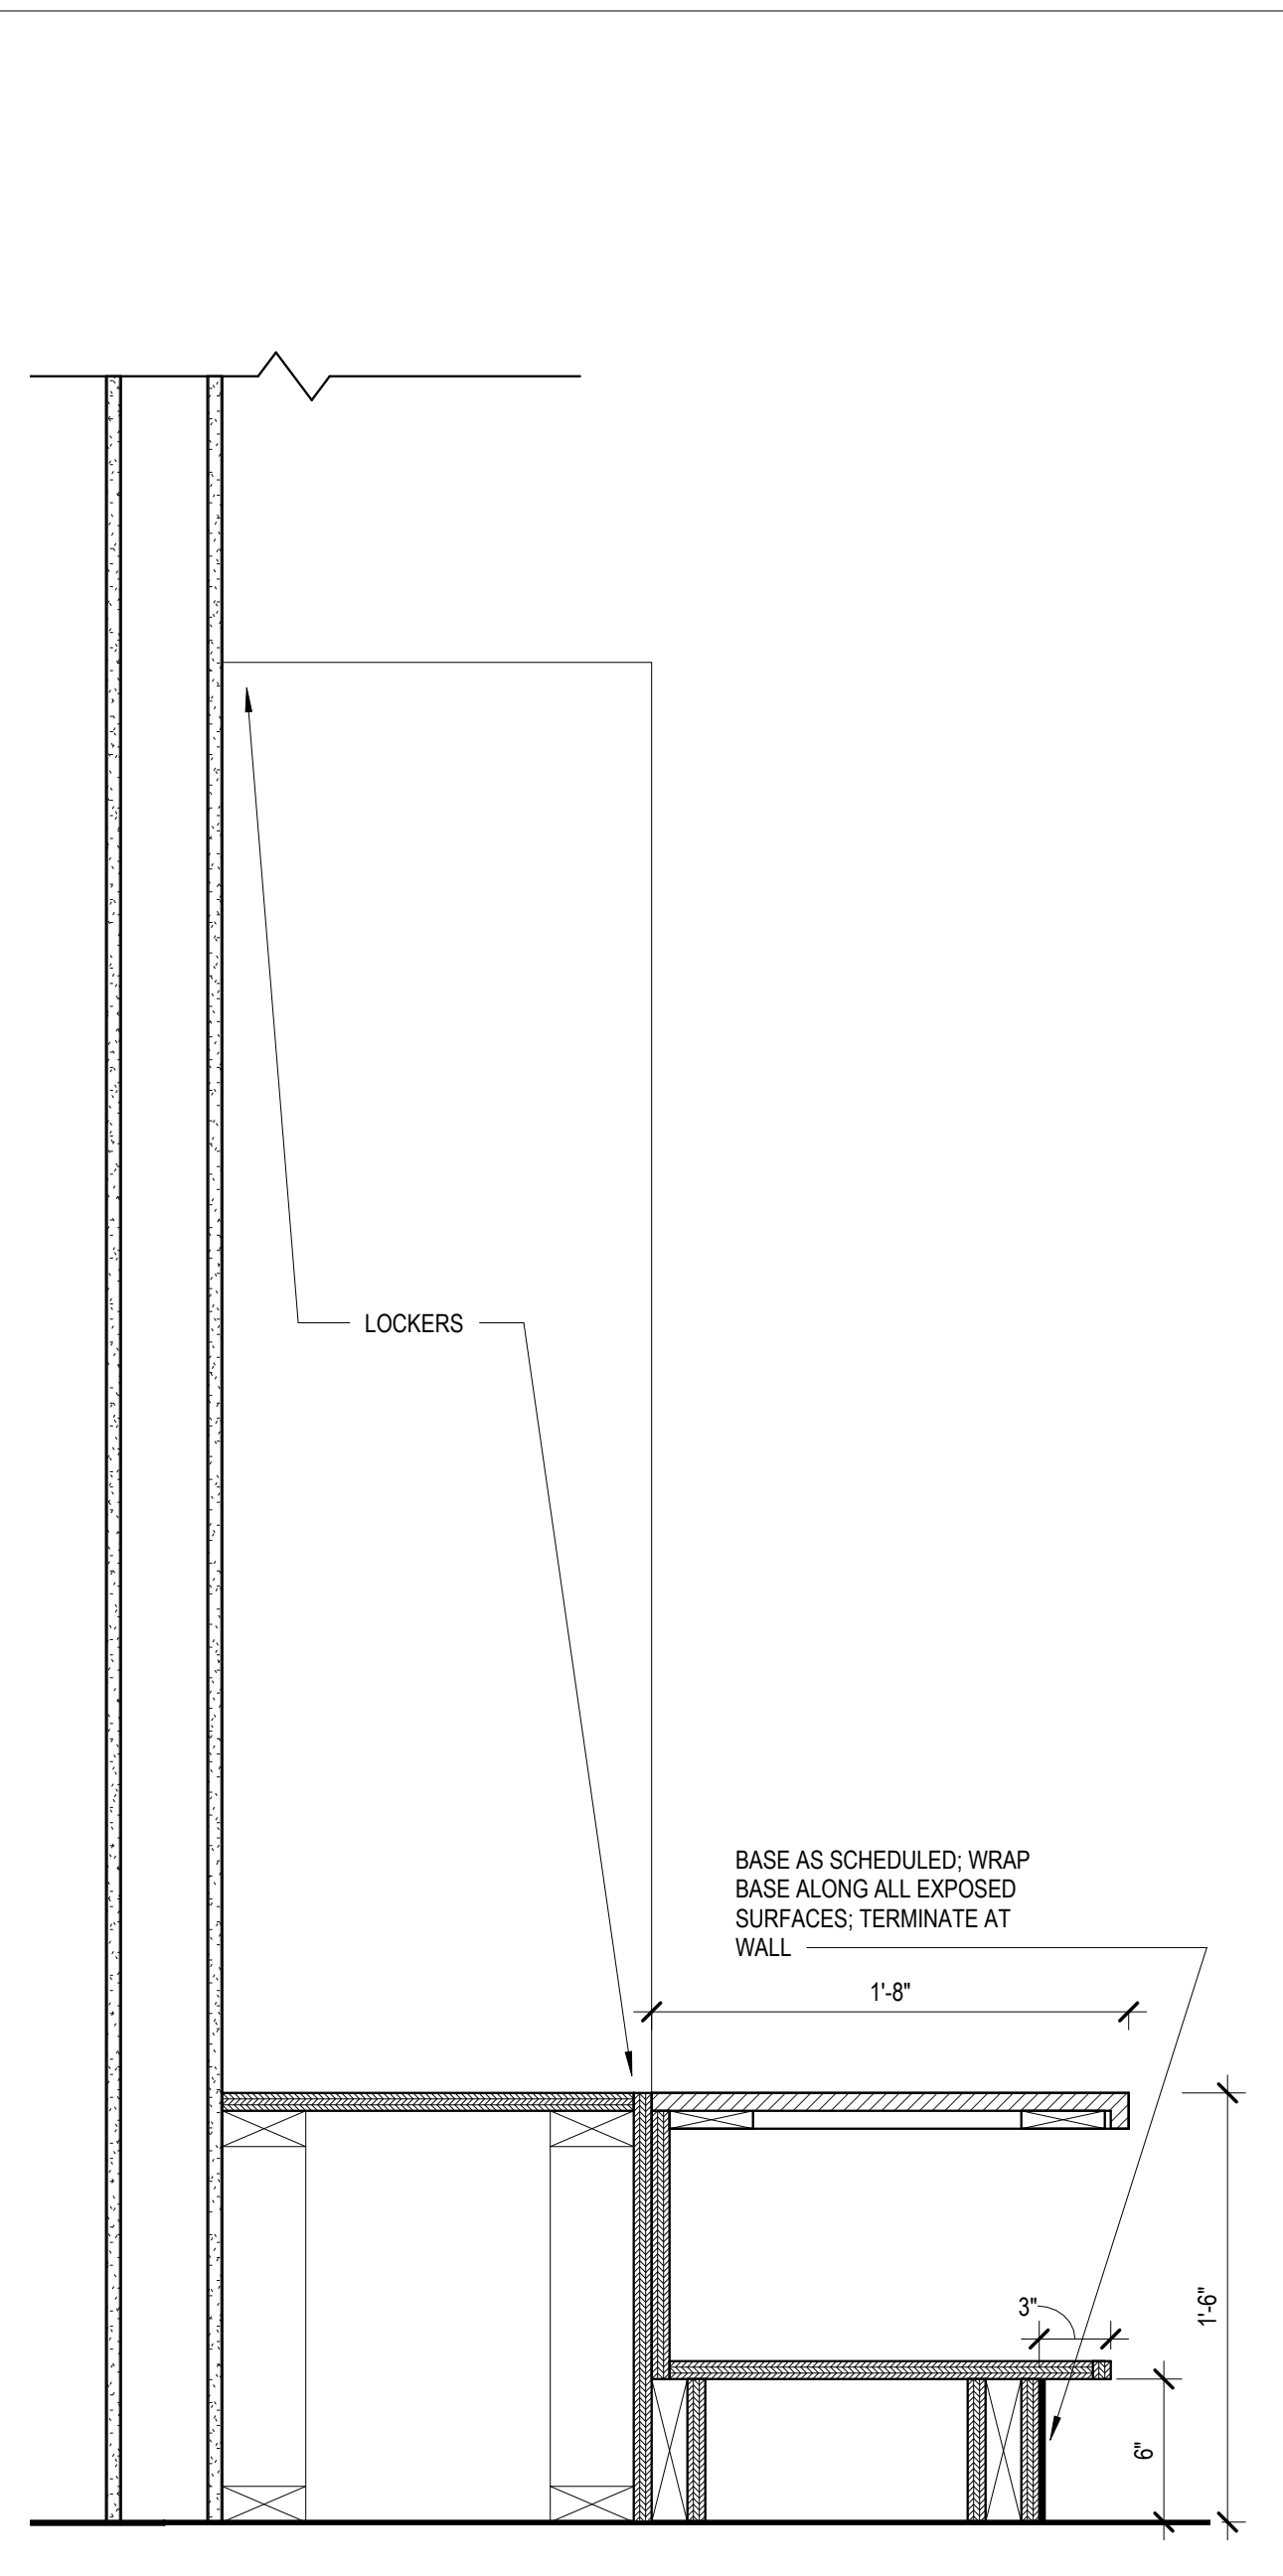 LOCKERS
BASE AS SCHEDULED; WRAP
BASE ALONG ALL EXPOSED
SURFACES; TERMINATE AT
WALL
1'-8"
3"
1'-6"
6"